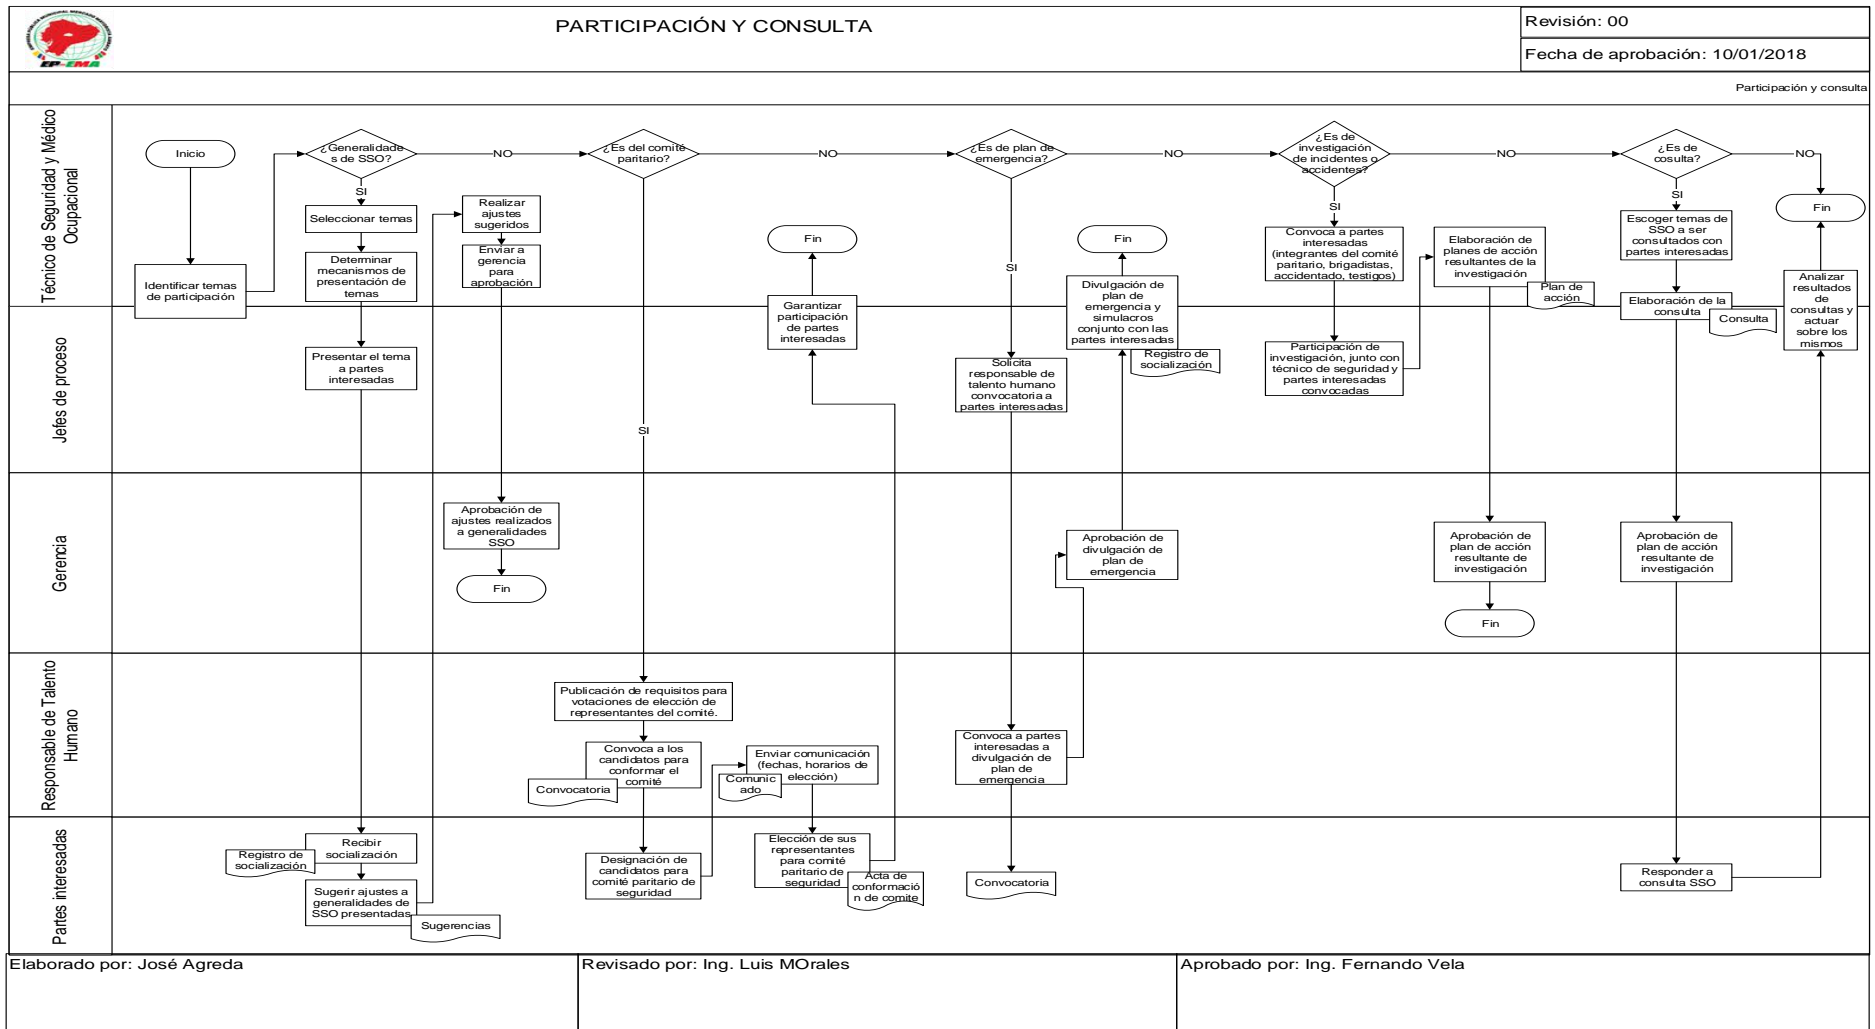 PARTICIPACIÓN Y CONSULTA
Revisión: 00
Fecha de aprobación: 10/01/2018
EP-EMA
Participación y consulta
Técnico de Seguridad y Médico
Ocupacional
Inicio
Identificar temas
de participación
¿Generalidade
s de SSO?
NO
SI
Seleccionar temas
Determinar
mecanismos de
presentación de
temas
Realizar
ajustes
sugeridos
Enviar a
gerencia
para
aprobación
¿Es del comité
paritario?
NO
SI
Fin
Garantizar
participación
de partes
interesadas
¿Es de plan de
emergencia?
NO
SI
Fin
Divulgación de
plan de
emergencia y
simulacros
conjunto con las
partes interesadas
Registro de
socialización
¿Es de
investigación
de incidentes o
accidentes?
NO
SI
Convoca a partes
interesadas
(integrantes del comité
paritario, brigadistas,
accidentado, testigos)
Elaboración de
planes de acción
resultantes de la
investigación
Plan de
acción
¿Es de
cosulta?
NO
SI
Escoger temas de
SSO a ser
consultados con
partes interesadas
Elaboración de la
consulta
Consulta
Fin
Analizar
resultados
de
consultas y
actuar
sobre los
mismos
Jefes de proceso
Presentar el tema
a partes
interesadas
Solicita
responsable de
talento humano
convocatoria a
partes interesadas
Participación de
investigación, junto con
técnico de seguridad y
partes interesadas
convocadas
Gerencia
Aprobación de
ajustes realizados
a generalidades
SSO
Fin
Aprobación de
divulgación de
plan de
emergencia
Aprobación de
plan de acción
resultante de
investigación
Fin
Aprobación de
plan de acción
resultante de
investigación
Responsable de Talento
Humano
Publicación de requisitos para
votaciones de elección de
representantes del comité.
Convoca a los
candidatos para
conformar el
comité
Convocatoria
Enviar comunicación
(fechas, horarios de
elección)
Comunic
ado
Convoca a partes
interesadas a
divulgación de
plan de
emergencia
Partes interesadas
Recibir
socialización
Registro de
socialización
Sugerir ajustes a
generalidades de
SSO presentadas
Sugerencias
Designación de
candidatos para
comité paritario de
seguridad
Elección de sus
representantes
para comité
paritario de
seguridad
Acta de
conformació
n de comite
Convocatoria
Responder a
consulta SSO
Elaborado por: José Agreda
Revisado por: Ing. Luis MOrales
Aprobado por: Ing. Fernando Vela